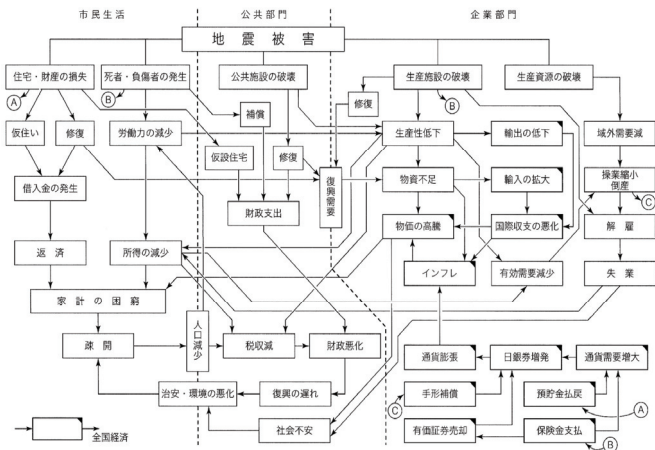 市民生活
公共部門
企業部門
地震被害
住宅・財産の損失
死者・負傷者の発生
公共施設の破壊
生産施設の破壊
生産資源の破壊
A
B
B
補償
修復
仮住い
修復
労働力の減少
仮設住宅
修復
生産性低下
輸出の低下
域外需要減
借入金の発生
復興需要
物資不足
輸入の拡大
操業縮小
倒産
C
財政支出
物価の高騰
国際収支の悪化
解雇
返済
所得の減少
インフレ
有効需要減少
失業
家計の困窮
疎開
人口減少
税収減
財政悪化
通貨膨張
日銀券増発
通貨需要増大
治安・環境の悪化
復興の遅れ
C
手形補償
預貯金払戻
A
社会不安
有価証券売却
保険金支払
B
全国経済